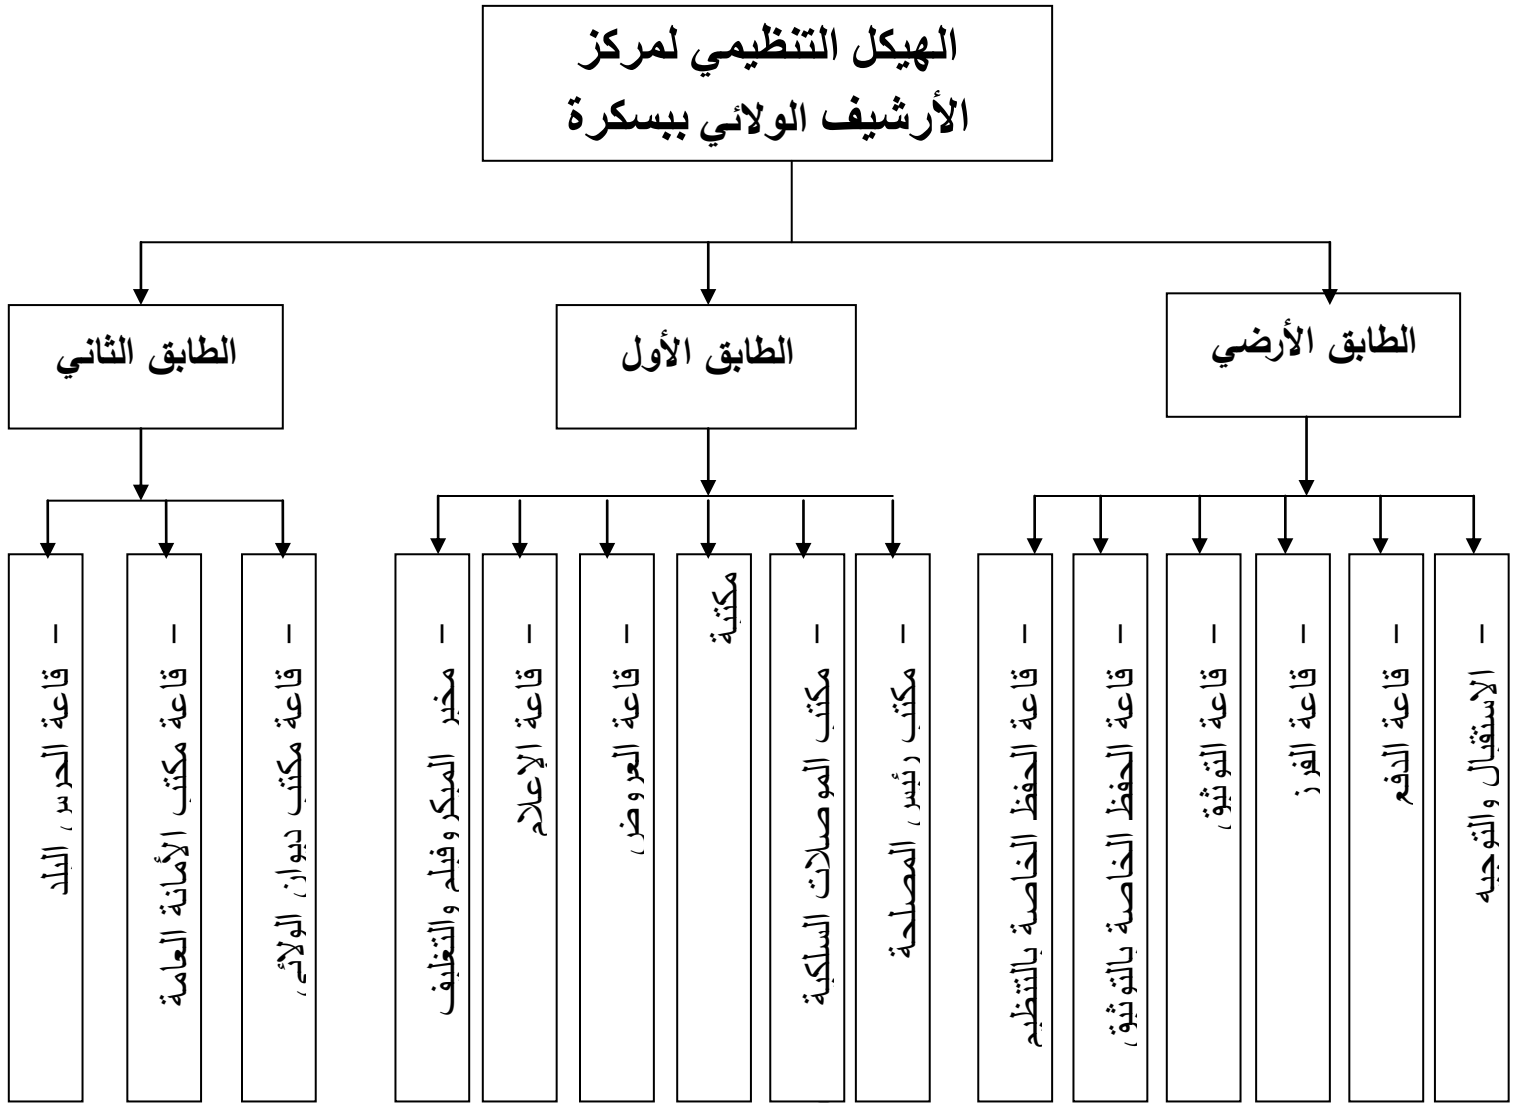 الهيكل التنظيمي لمركز
الأرشيف الولائي ببسكرة
الطابق الأرضي
الطابق الأول
الطابق الثاني
– الاستقبال والتوجيه
– قاعة الدفع
– قاعة الفرز
– قاعة التوثيق
– قاعة الحفظ الخاصة بالتوثيق
– قاعة الحفظ الخاصة بالتنظيم
– مكتب رئيس المصلحة
– مكتب الموصلات السلكية
مكتبة
– قاعة العروض
– قاعة الإعلام
– مخبر الميكروفيلم والتغليف
– قاعة مكتب ديوان الولائي
– قاعة مكتب الأمانة العامة
– قاعة الحرس البلد